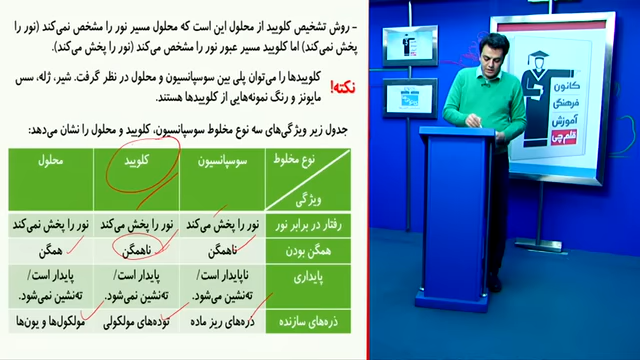 - روش تشخیص کلویید از محلول این است که محلول مسیر نور را مشخص نمی‌کند (نور را
پخش نمی‌کند) اما کلویید مسیر عبور نور را مشخص می‌کند (نور را پخش می‌کند).
نکته! کلوییدها را می‌توان پلی بین سوسپانسیون و محلول در نظر گرفت. شیر، ژله، سس
مایونز و رنگ نمونه‌هایی از کلوییدها هستند.
جدول زیر ویژگی‌های سه نوع مخلوط سوسپانسیون، کلویید و محلول را نشان می‌دهد:
نوع مخلوط
ویژگی
سوسپانسیون
کلویید
محلول
رفتار در برابر نور
نور را پخش می‌کند
نور را پخش می‌کند
نور را پخش نمی‌کند
همگن بودن
ناهمگن
ناهمگن
همگن
پایداری
ناپایدار است/
ته‌نشین می‌شود.
پایدار است/
ته‌نشین نمی‌شود.
پایدار است/
ته‌نشین نمی‌شود.
ذره‌های سازنده
ذره‌های ریز ماده
توده‌های مولکولی
مولکول‌ها و یون‌ها
کانون
فرهنگی
آموزش
قلم‌چی